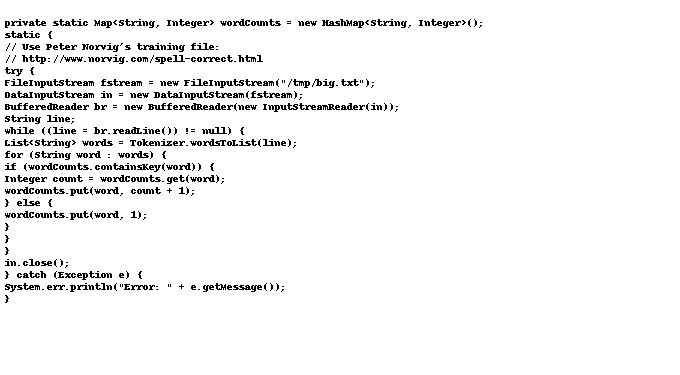 private static Map<String, Integer> wordCounts = new HashMap<String, Integer>();
static {
// Use Peter Norvig's training file:
// http://www.norvig.com/spell-correct.html
try {
FileInputStream fstream = new FileInputStream("/tmp/big.txt");
DataInputStream in = new DataInputStream(fstream);
BufferedReader br = new BufferedReader(new InputStreamReader(in));
String line;
while ((line = br.readLine()) != null) {
List<String> words = Tokenizer.wordsToList(line);
for (String word : words) {
if (wordCounts.containsKey(word)) {
Integer count = wordCounts.get(word);
wordCounts.put(word, count + 1);
} else {
wordCounts.put(word, 1);
}
}
}
in.close();
} catch (Exception e) {
System.err.println("Error: " + e.getMessage());
}